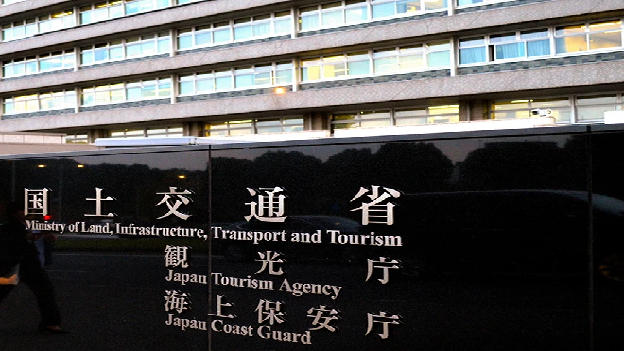 国土交通省
Ministry of Land, Infrastructure, Transport and Tourism
観光庁
Japan Tourism Agency
海上保安庁
Japan Coast Guard